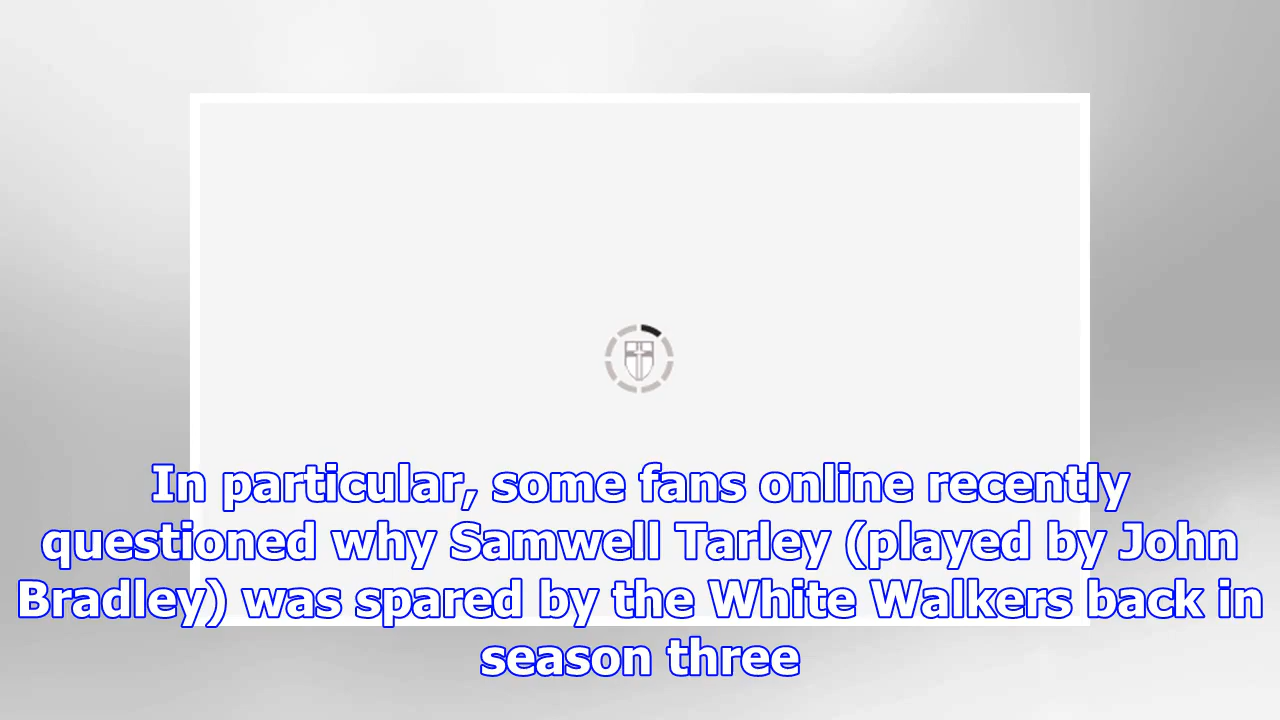 In particular, some fans online recently
questioned why Samwell Tarley (played by John
Bradley) was spared by the White Walkers back in
season three